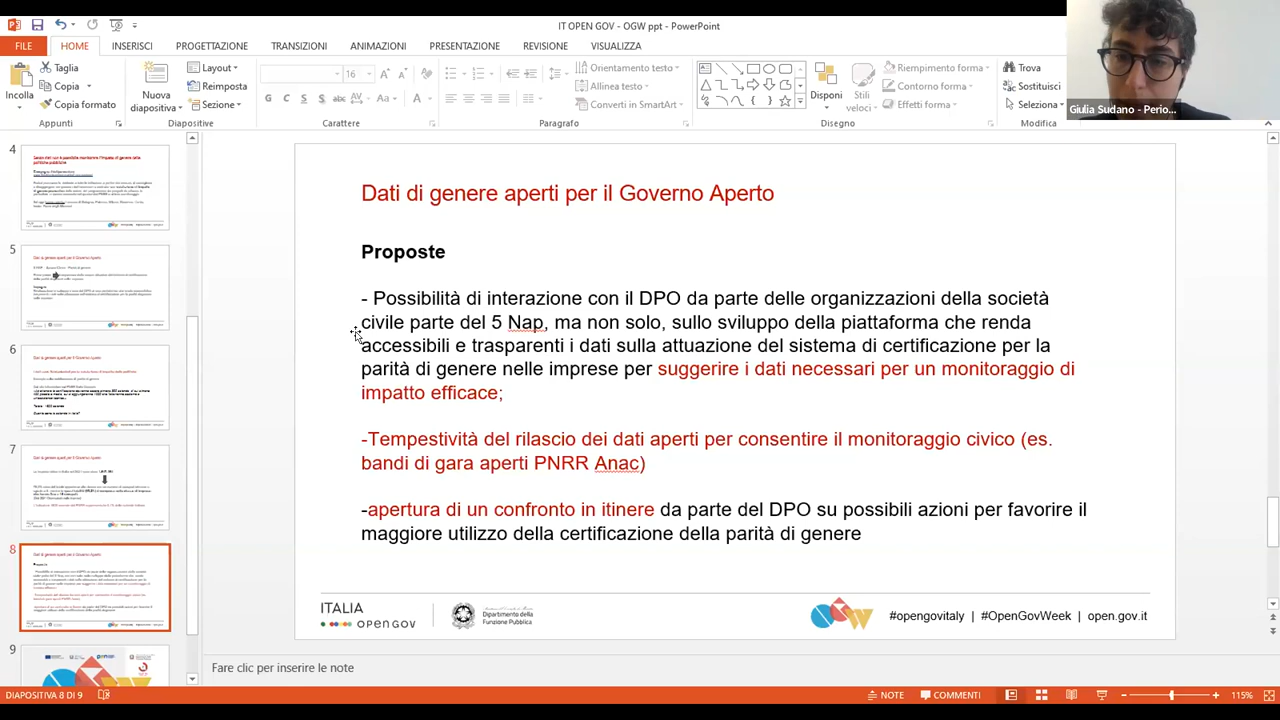 IT OPEN GOV - OGW ppt - PowerPoint
FILE
HOME
INSERISCI
PROGETTAZIONE
TRANSIZIONI
ANIMAZIONI
PRESENTAZIONE
REVISIONE
VISUALIZZA
Incolla
Taglia
Copia
Copia formato
Appunti
Nuova
diapositiva
Layout
Reimposta
Sezione
Diapositive
16
Carattere
Orientamento testo
Allinea testo
Converti in SmartArt
Paragrafo
Disponi
Stili
veloci
Riempimento forma
Contorno forma
Effetti forma
Disegno
Trova
Sostituisci
Seleziona
Modifica
Giulia Sudano - Perio...
4
5
6
7
8
9
Dati di genere aperti per il Governo Aperto
Proposte
- Possibilità di interazione con il DPO da parte delle organizzazioni della società
civile parte del 5 Nap, ma non solo, sullo sviluppo della piattaforma che renda
accessibili e trasparenti i dati sulla attuazione del sistema di certificazione per la
parità di genere nelle imprese per suggerire i dati necessari per un monitoraggio di
impatto efficace;
-Tempestività del rilascio dei dati aperti per consentire il monitoraggio civico (es.
bandi di gara aperti PNRR Anac)
-apertura di un confronto in itinere da parte del DPO su possibili azioni per favorire il
maggiore utilizzo della certificazione della parità di genere
ITALIA
open gov
Dipartimento della
Funzione Pubblica
#opengovitaly | #OpenGovWeek | open.gov.it
Fare clic per inserire le note
DIAPOSITIVA 8 DI 9
NOTE
COMMENTI
115%